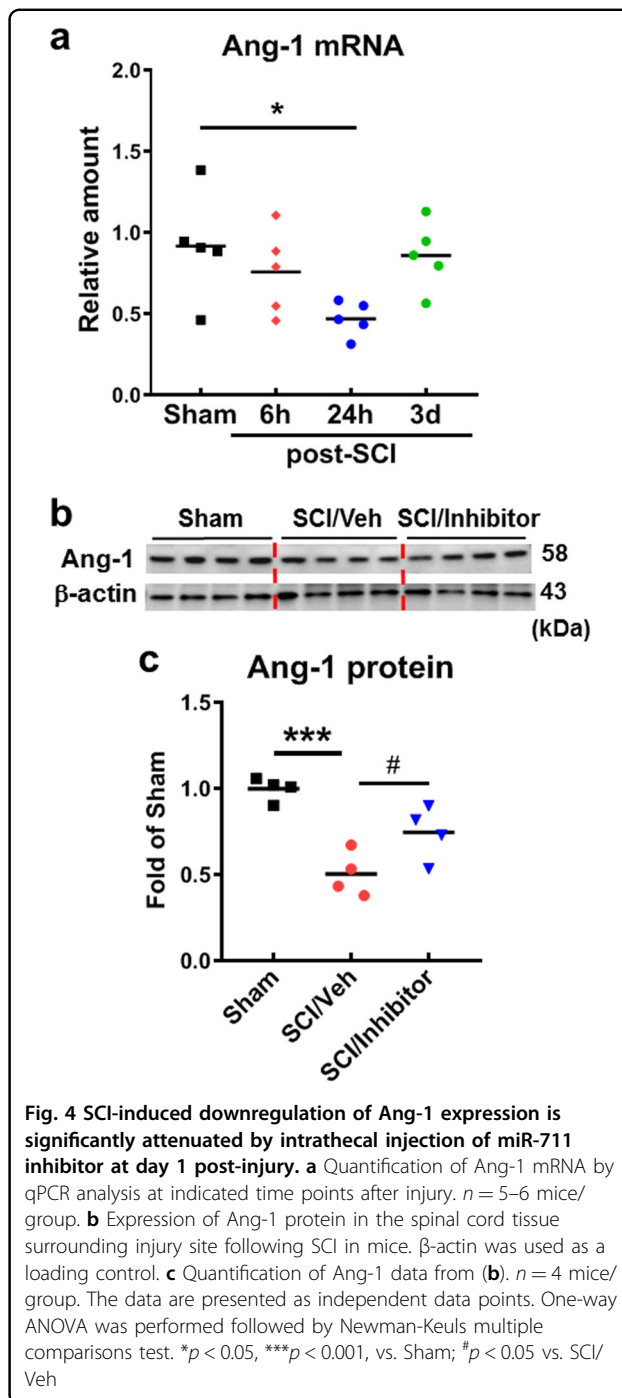 a
Ang-1 mRNA
Relative amount
2.0
1.5
1.0
0.5
0.0
*
Sham 6h 24h 3d
post-SCI
b
Sham SCI/Veh SCI/Inhibitor
Ang-1 58
β-actin 43
(kDa)
c
Ang-1 protein
Fold of Sham
1.5
1.0
0.5
0.0
***
#
Sham
SCI/Veh
SCI/Inhibitor
Fig. 4 SCI-induced downregulation of Ang-1 expression is
significantly attenuated by intrathecal injection of miR-711
inhibitor at day 1 post-injury. a Quantification of Ang-1 mRNA by
qPCR analysis at indicated time points after injury. n = 5–6 mice/
group. b Expression of Ang-1 protein in the spinal cord tissue
surrounding injury site following SCI in mice. β-actin was used as a
loading control. c Quantification of Ang-1 data from (b). n = 4 mice/
group. The data are presented as independent data points. One-way
ANOVA was performed followed by Newman-Keuls multiple
comparisons test. *p < 0.05, ***p < 0.001, vs. Sham; #p < 0.05 vs. SCI/
Veh